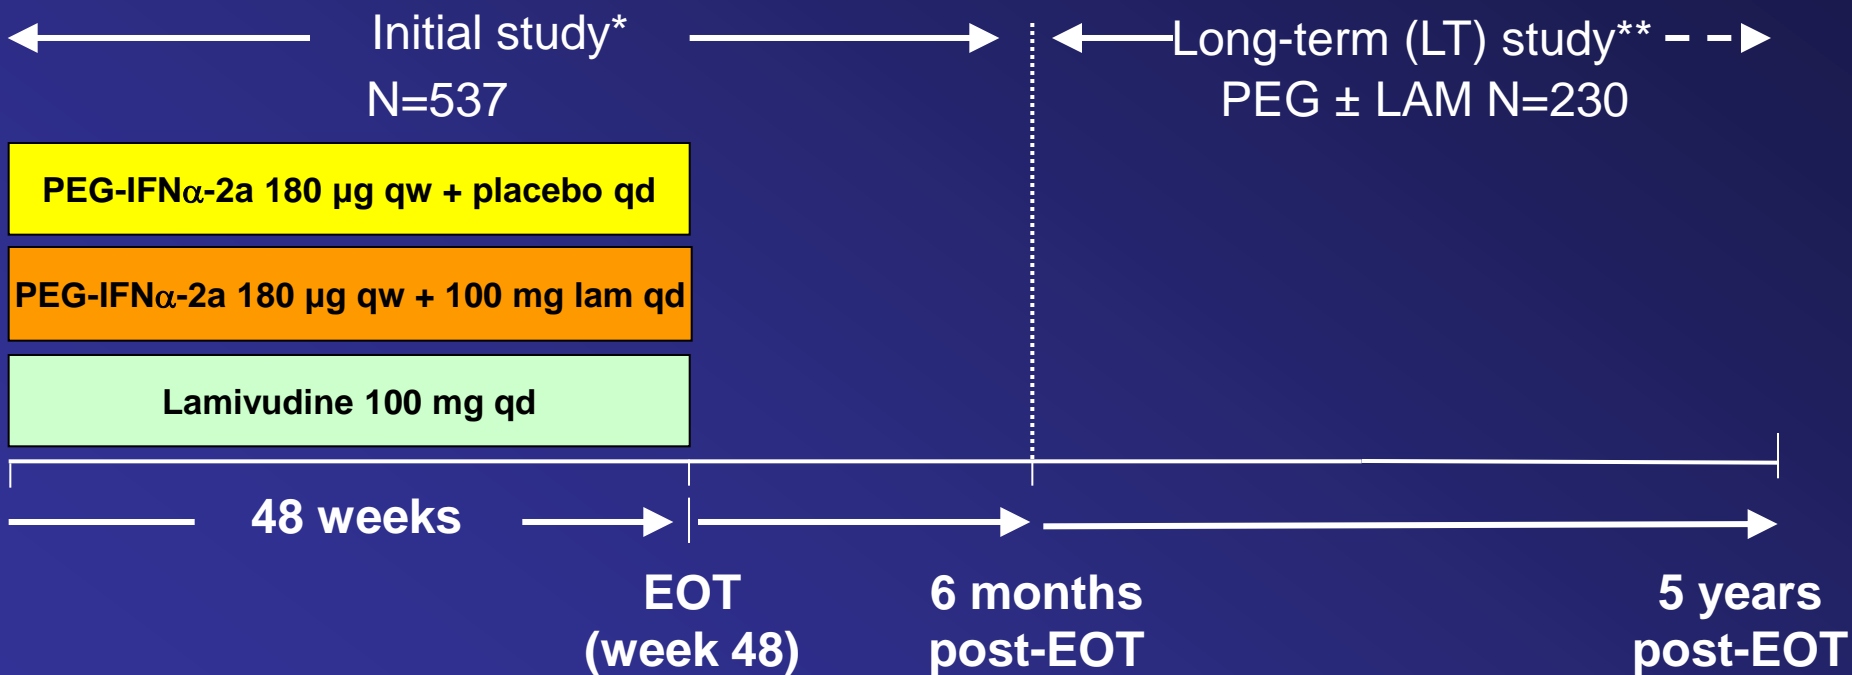 Initial study*
N=537
Long-term (LT) study**
PEG ± LAM N=230
PEG-IFNα-2a 180 µg qw + placebo qd
PEG-IFNα-2a 180 µg qw + 100 mg lam qd
Lamivudine 100 mg qd
48 weeks
EOT
(week 48)
6 months
post-EOT
5 years
post-EOT